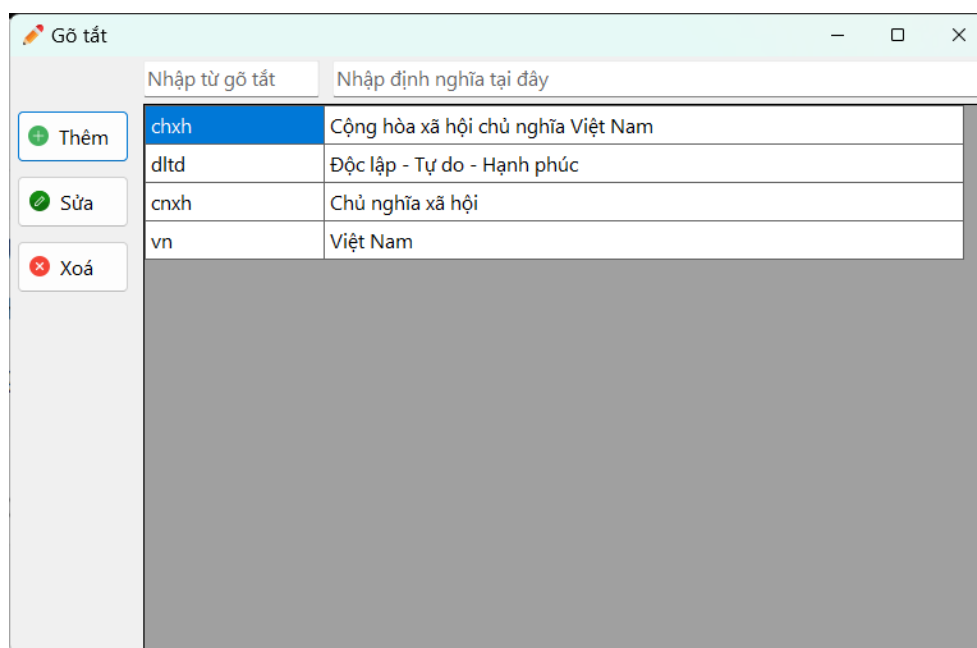 Gõ tắt
Nhập từ gõ tắt Nhập định nghĩa tại đây
Thêm
Sửa
Xoá
chxh Cộng hòa xã hội chủ nghĩa Việt Nam
dltd Độc lập - Tự do - Hạnh phúc
cnxh Chủ nghĩa xã hội
vn Việt Nam